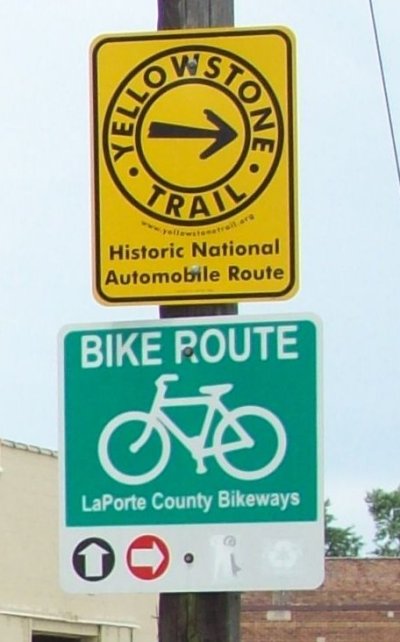 YELLOWSTONE
TRAIL
www.yellowstonetrail.org
Historic National
Automobile Route
BIKE ROUTE
LaPorte County Bikeways